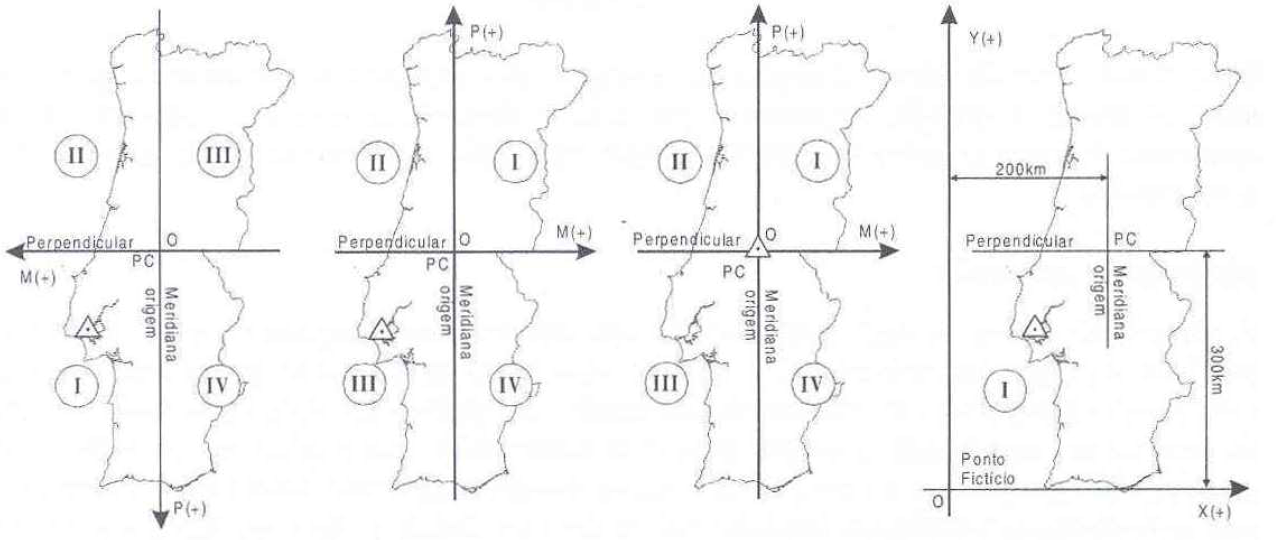 II
III
Perpendicular
O
M(+)
PC
Meridiana
origem
I
IV
P(+)
P(+)
II
I
Perpendicular
O
M(+)
PC
Meridiana
origem
III
IV
P(+)
II
I
Perpendicular
O
M(+)
PC
Meridiana
origem
III
IV
Y(+)
200km
Perpendicular
PC
Meridiana
origem
300km
I
Ponto
Ficticio
O
X(+)